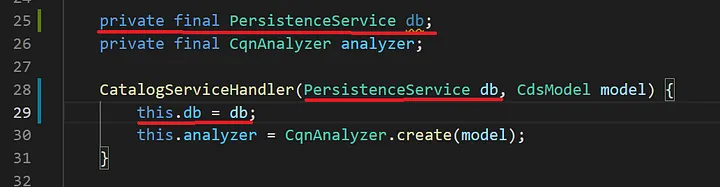 24
25 private final PersistenceService db;
26 private final CqnAnalyzer analyzer;
27
28 CatalogServiceHandler(PersistenceService db, CdsModel model) {
29 this.db = db;
30 this.analyzer = CqnAnalyzer.create(model);
31 }
32